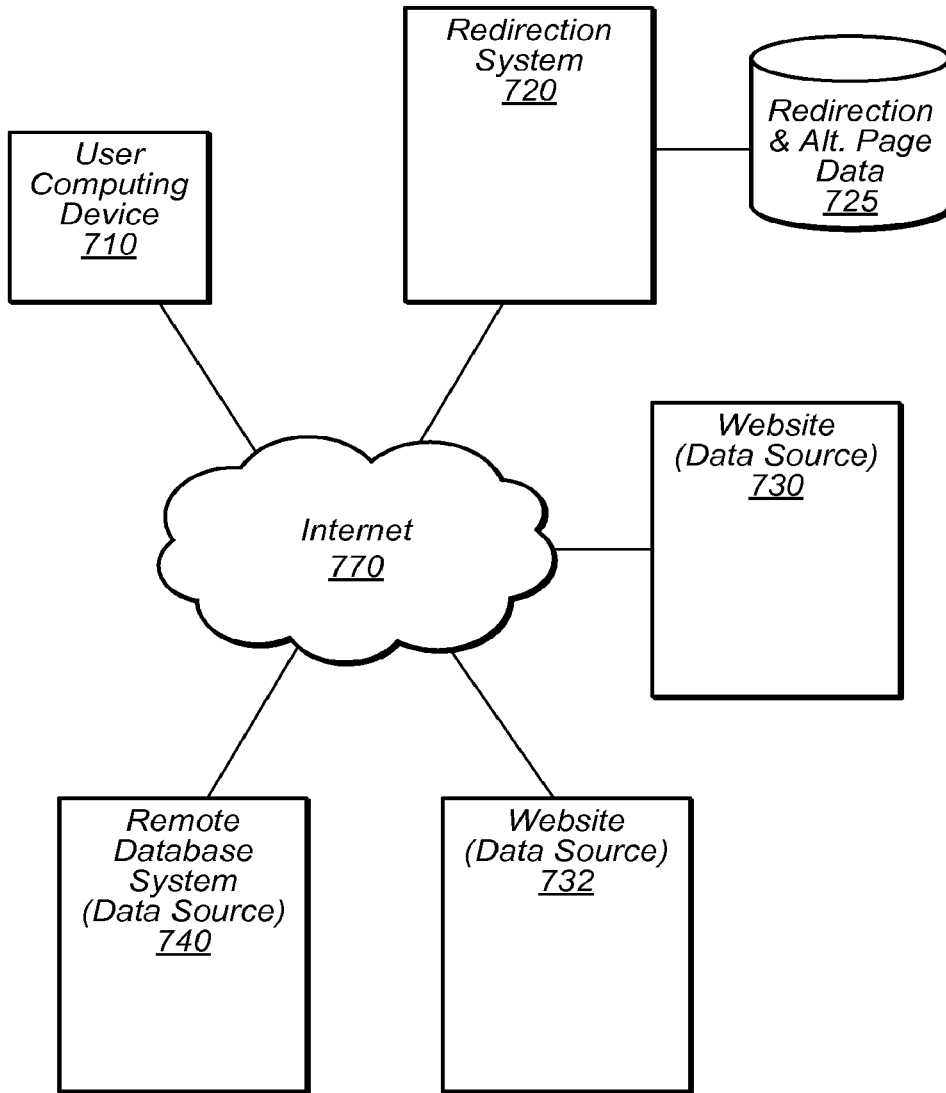 Redirection
System
720
Redirection
& Alt. Page
Data
725
User
Computing
Device
710
Website
(Data Source)
730
Internet
770
Remote
Database
System
(Data Source)
740
Website
(Data Source)
732